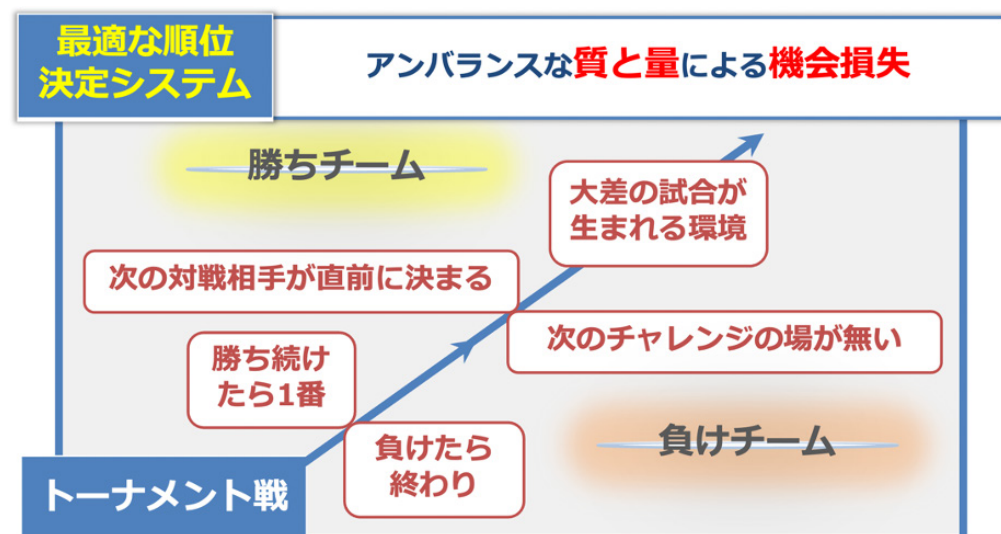 最適な順位
決定システム
アンバランスな質と量による機会損失
勝ちチーム
大差の試合が
生まれる環境
次の対戦相手が直前に決まる
次のチャレンジの場が無い
勝ち続け
たら1番
負けチーム
負けたら
終わり
トーナメント戦